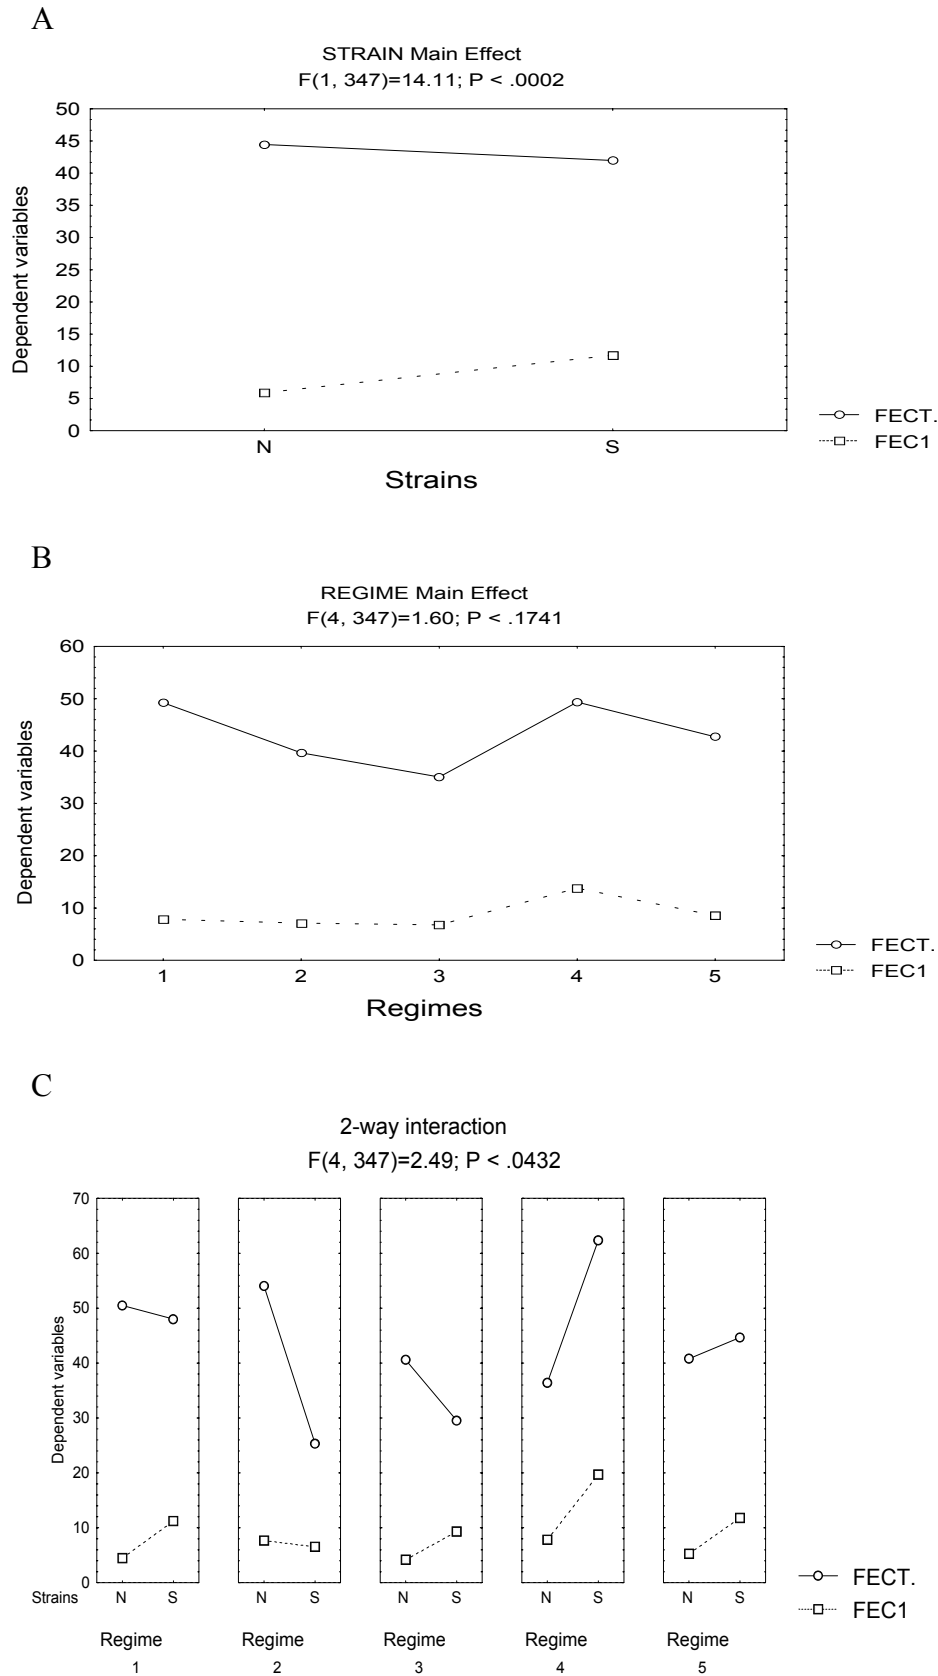 A
STRAIN Main Effect
F(1, 347)=14.11; P < .0002
50
45
40
35
30
25
20
15
10
5
0
Dependent variables
N S
Strains
FECT.
FEC1
B
REGIME Main Effect
F(4, 347)=1.60; P < .1741
60
50
40
30
20
10
0
Dependent variables
1 2 3 4 5
Regimes
FECT.
FEC1
C
2-way interaction
F(4, 347)=2.49; P < .0432
70
60
50
40
30
20
10
0
Dependent variables
Strains N S N S N S N S N S
Regime Regime Regime Regime Regime
1 2 3 4 5
FECT.
FEC1